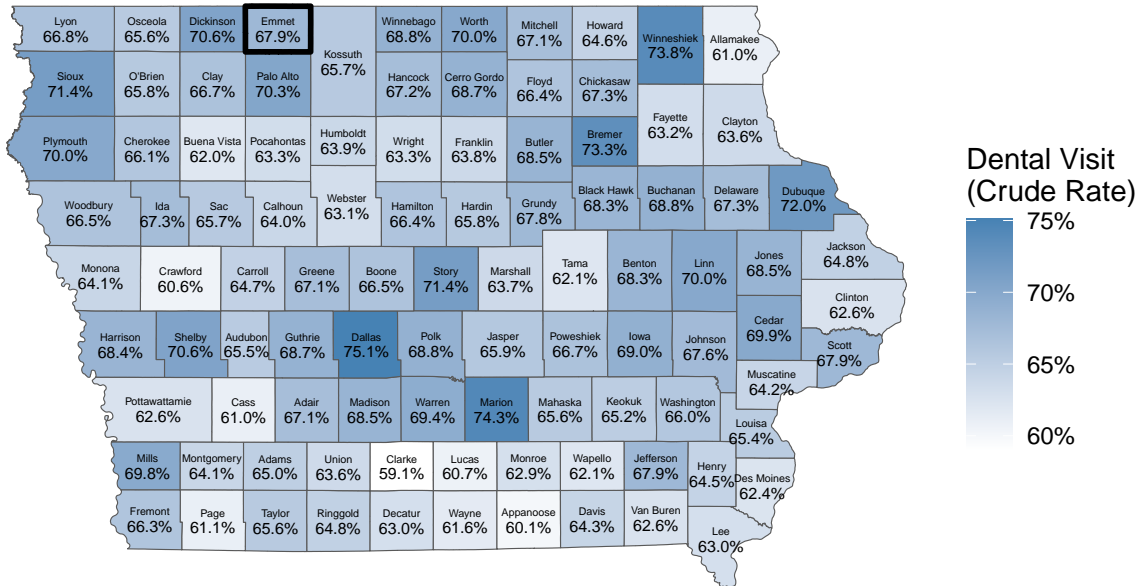 Lyon
66.8%
Osceola
65.6%
Dickinson
70.6%
Emmet
67.9%
Winnebago
68.8%
Worth
70.0%
Mitchell
67.1%
Howard
64.6%
Winneshiek
73.8%
Allamakee
61.0%
Kossuth
65.7%
Sioux
71.4%
O'Brien
65.8%
Clay
66.7%
Palo Alto
70.3%
Hancock
67.2%
Cerro Gordo
68.7%
Floyd
66.4%
Chickasaw
67.3%
Fayette
63.2%
Clayton
63.6%
Plymouth
70.0%
Cherokee
66.1%
Buena Vista
62.0%
Pocahontas
63.3%
Humboldt
63.9%
Wright
63.3%
Franklin
63.8%
Butler
68.5%
Bremer
73.3%
Woodbury
66.5%
Ida
67.3%
Sac
65.7%
Calhoun
64.0%
Webster
63.1%
Hamilton
66.4%
Hardin
65.8%
Grundy
67.8%
Black Hawk
68.3%
Buchanan
68.8%
Delaware
67.3%
Dubuque
72.0%
Monona
64.1%
Crawford
60.6%
Carroll
64.7%
Greene
67.1%
Boone
66.5%
Story
71.4%
Marshall
63.7%
Tama
62.1%
Benton
68.3%
Linn
70.0%
Jones
68.5%
Jackson
64.8%
Clinton
62.6%
Harrison
68.4%
Shelby
70.6%
Audubon
65.5%
Guthrie
68.7%
Dallas
75.1%
Polk
68.8%
Jasper
65.9%
Poweshiek
66.7%
Iowa
69.0%
Johnson
67.6%
Cedar
69.9%
Scott
67.9%
Muscatine
64.2%
Pottawattamie
62.6%
Cass
61.0%
Adair
67.1%
Madison
68.5%
Warren
69.4%
Marion
74.3%
Mahaska
65.6%
Keokuk
65.2%
Washington
66.0%
Louisa
65.4%
Mills
69.8%
Montgomery
64.1%
Adams
65.0%
Union
63.6%
Clarke
59.1%
Lucas
60.7%
Monroe
62.9%
Wapello
62.1%
Jefferson
67.9%
Henry
64.5%
Des Moines
62.4%
Fremont
66.3%
Page
61.1%
Taylor
65.6%
Ringgold
64.8%
Decatur
63.0%
Wayne
61.6%
Appanoose
60.1%
Davis
64.3%
Van Buren
62.6%
Lee
63.0%
Dental Visit
(Crude Rate)
75%
70%
65%
60%